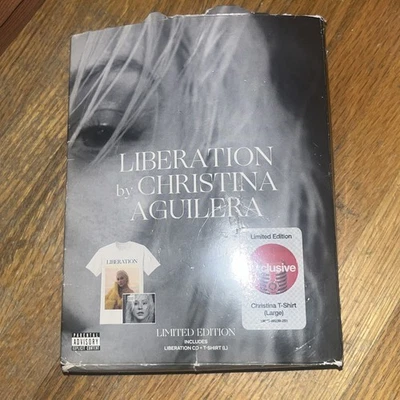 LIBERATION
by CHRISTINA
AGUILERA
Limited Edition
clusive
Christina T-Shirt
(Large)
LIBERATION
LIMITED EDITION
INCLUDES
LIBERATION CD + T-SHIRT (L)
PARENTAL
ADVISORY
EXPLICIT CONTENT